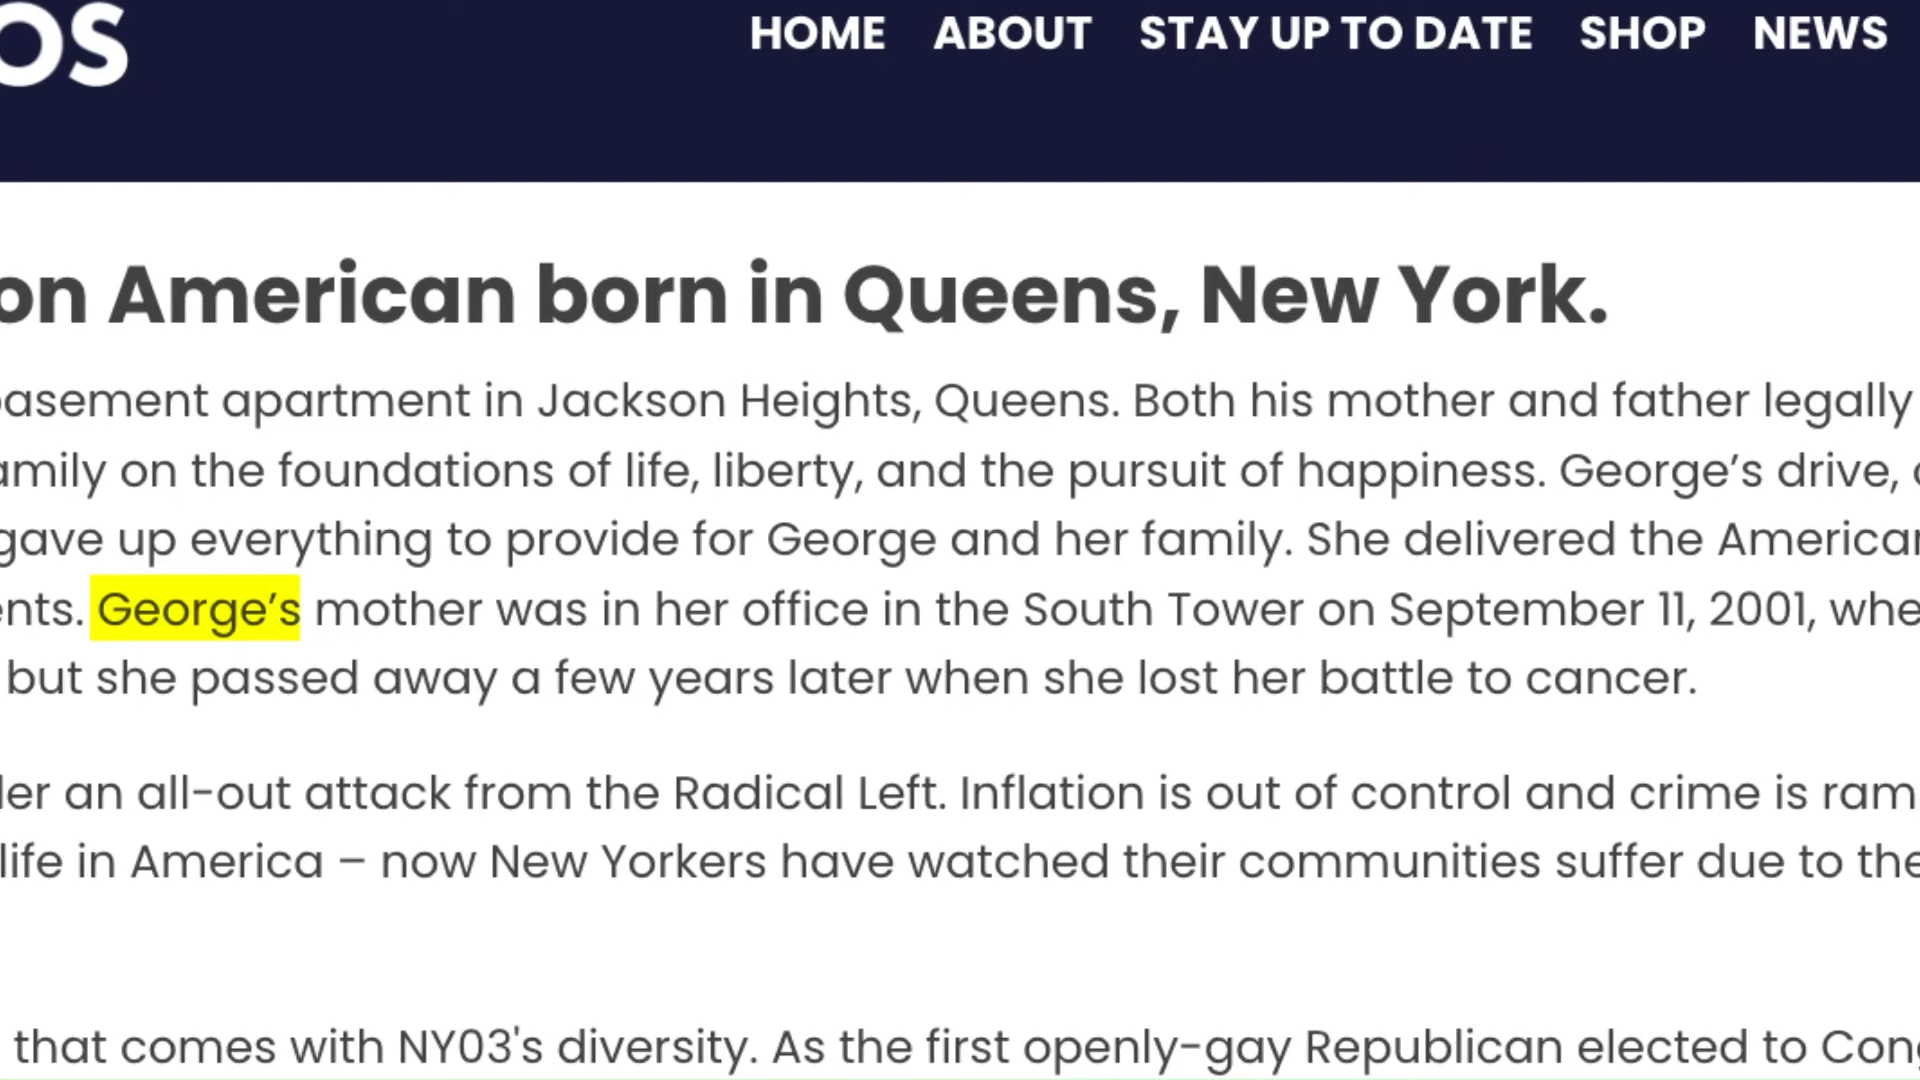 OS
HOME ABOUT STAY UP TO DATE SHOP NEWS
on American born in Queens, New York.
basement apartment in Jackson Heights, Queens. Both his mother and father legally
amily on the foundations of life, liberty, and the pursuit of happiness. George’s drive,
gave up everything to provide for George and her family. She delivered the American
ents. George’s mother was in her office in the South Tower on September 11, 2001, whe
but she passed away a few years later when she lost her battle to cancer.
er an all-out attack from the Radical Left. Inflation is out of control and crime is ram
life in America – now New Yorkers have watched their communities suffer due to the
that comes with NY03's diversity. As the first openly-gay Republican elected to Cong